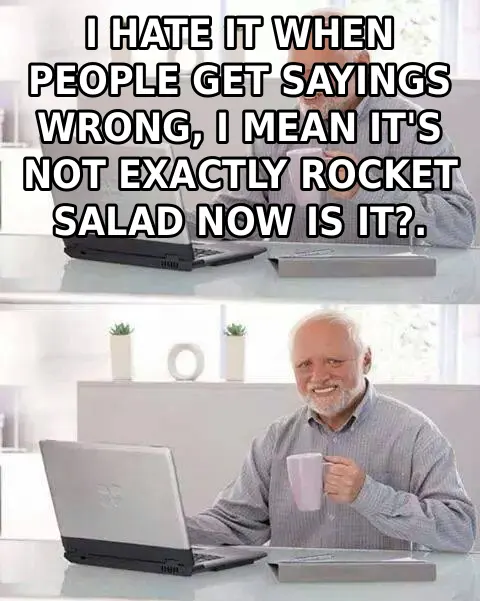 I HATE IT WHEN
PEOPLE GET SAYINGS
WRONG, I MEAN IT'S
NOT EXACTLY ROCKET
SALAD NOW IS IT?.